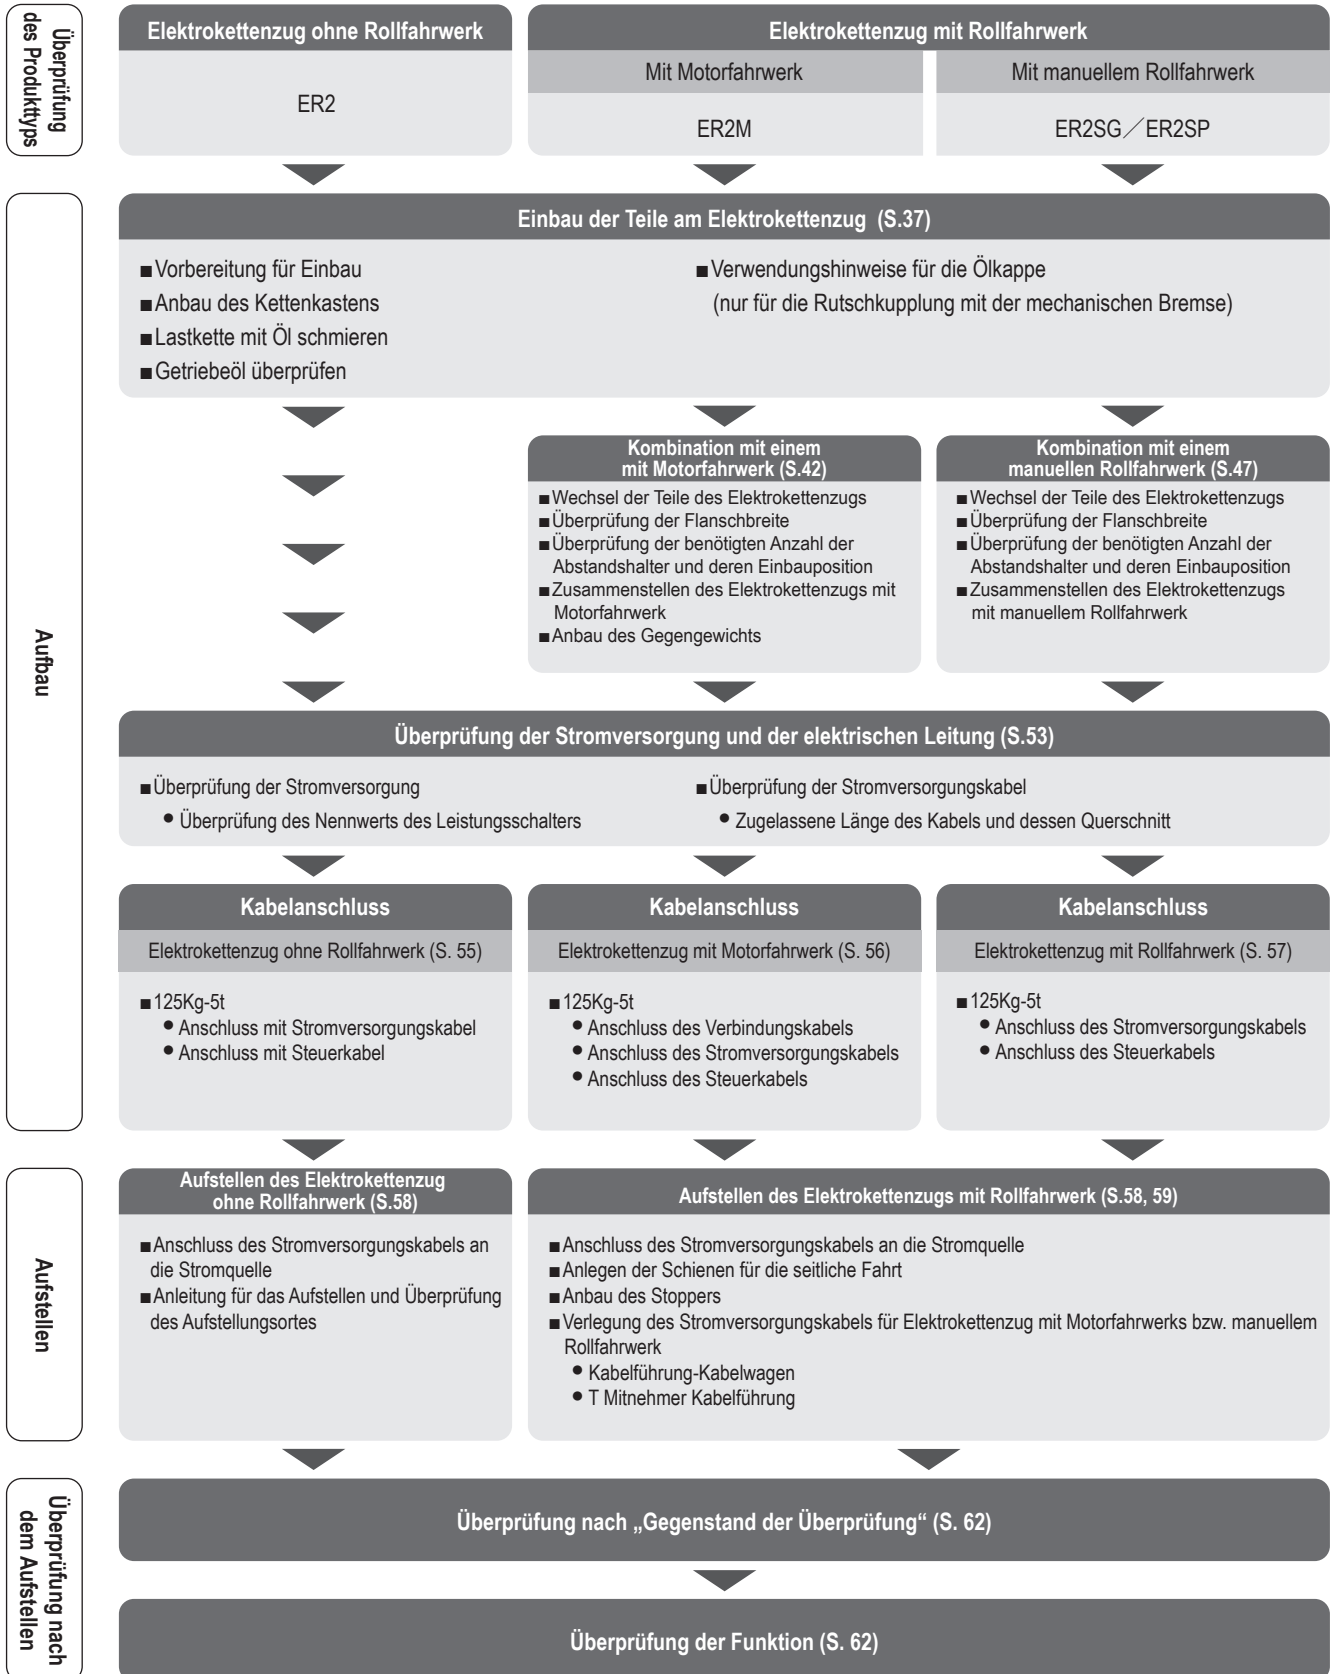 Überprüfung
des Produkttyps
Elektrokettenzug ohne Rollfahrwerk
ER2
Elektrokettenzug mit Rollfahrwerk
Mit Motorfahrwerk
ER2M
Mit manuellem Rollfahrwerk
ER2SG／ER2SP
Aufbau
Einbau der Teile am Elektrokettenzug (S.37)
■Vorbereitung für Einbau
■Anbau des Kettenkastens
■Lastkette mit Öl schmieren
■Getriebeöl überprüfen
■Verwendungshinweise für die Ölkappe
(nur für die Rutschkupplung mit der mechanischen Bremse)
Kombination mit einem
mit Motorfahrwerk (S.42)
■Wechsel der Teile des Elektrokettenzugs
■Überprüfung der Flanschbreite
■Überprüfung der benötigten Anzahl der
Abstandshalter und deren Einbauposition
■Zusammenstellen des Elektrokettenzugs mit
Motorfahrwerk
■Anbau des Gegengewichts
Kombination mit einem
manuellen Rollfahrwerk (S.47)
■Wechsel der Teile des Elektrokettenzugs
■Überprüfung der Flanschbreite
■Überprüfung der benötigten Anzahl der
Abstandshalter und deren Einbauposition
■Zusammenstellen des Elektrokettenzugs
mit manuellem Rollfahrwerk
Überprüfung der Stromversorgung und der elektrischen Leitung (S.53)
■Überprüfung der Stromversorgung
● Überprüfung des Nennwerts des Leistungsschalters
■Überprüfung der Stromversorgungskabel
● Zugelassene Länge des Kabels und dessen Querschnitt
Kabelanschluss
Elektrokettenzug ohne Rollfahrwerk (S. 55)
■125Kg-5t
● Anschluss mit Stromversorgungskabel
● Anschluss mit Steuerkabel
Kabelanschluss
Elektrokettenzug mit Motorfahrwerk (S. 56)
■125Kg-5t
● Anschluss des Verbindungskabels
● Anschluss des Stromversorgungskabels
● Anschluss des Steuerkabels
Kabelanschluss
Elektrokettenzug mit Rollfahrwerk (S. 57)
■125Kg-5t
● Anschluss des Stromversorgungskabels
● Anschluss des Steuerkabels
Aufstellen
Aufstellen des Elektrokettenzug
ohne Rollfahrwerk (S.58)
■Anschluss des Stromversorgungskabels an
die Stromquelle
■Anleitung für das Aufstellen und Überprüfung
des Aufstellungsortes
Aufstellen des Elektrokettenzugs mit Rollfahrwerk (S.58, 59)
■Anschluss des Stromversorgungskabels an die Stromquelle
■Anlegen der Schienen für die seitliche Fahrt
■Anbau des Stoppers
■Verlegung des Stromversorgungskabels für Elektrokettenzug mit Motorfahrwerks bzw. manuellem
Rollfahrwerk
● Kabelführung-Kabelwagen
● T Mitnehmer Kabelführung
Überprüfung nach
dem Aufstellen
Überprüfung nach „Gegenstand der Überprüfung“ (S. 62)
Überprüfung der Funktion (S. 62)